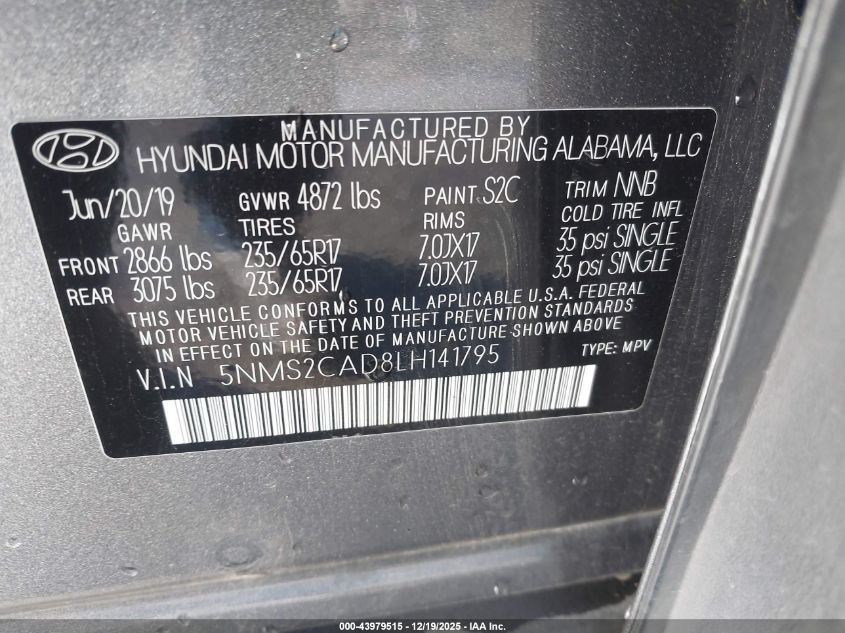 MANUFACTURED BY
HYUNDAI MOTOR MANUFACTURING ALABAMA, LLC
Jun/20/19 GVWR 4872 lbs PAINT S2C TRIM NNB
GAWR TIRES RIMS COLD TIRE INFL
FRONT 2866 lbs 235/65R17 7.0JX17 35 psi SINGLE
REAR 3075 lbs 235/65R17 7.0JX17 35 psi SINGLE
THIS VEHICLE CONFORMS TO ALL APPLICABLE U.S.A. FEDERAL
MOTOR VEHICLE SAFETY AND THEFT PREVENTION STANDARDS
IN EFFECT ON THE DATE OF MANUFACTURE SHOWN ABOVE
V.I.N 5NMS2CAD8LH141795 TYPE: MPV
000-43979515 - 12/19/2025 - IAA Inc.